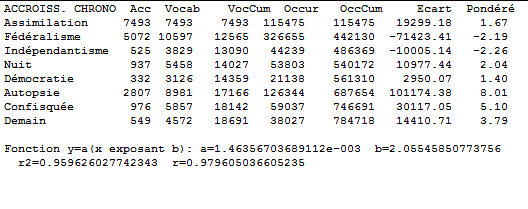 ACCROISS. CHRONO Acc Vocab VocCum Occur OccCum Ecart Pondéré
Assimilation 7493 7493 7493 115475 115475 19299.18 1.67
Fédéralisme 5072 10597 12565 326655 442130 -71423.41 -2.19
Indépendantisme 525 3829 13090 44239 486369 -10005.14 -2.26
Nuit 937 5458 14027 53803 540172 10977.44 2.04
Démocratie 332 3126 14359 21138 561310 2950.07 1.40
Autopsie 2807 8981 17166 126344 687654 101174.38 8.01
Confisquée 976 5857 18142 59037 746691 30117.05 5.10
Demain 549 4572 18691 38027 784718 14410.71 3.79
Fonction y=a(x exposant b): a=1.46356703689112e-003 b=2.05545850773756
r2=0.959626027742343 r=0.979605036605235